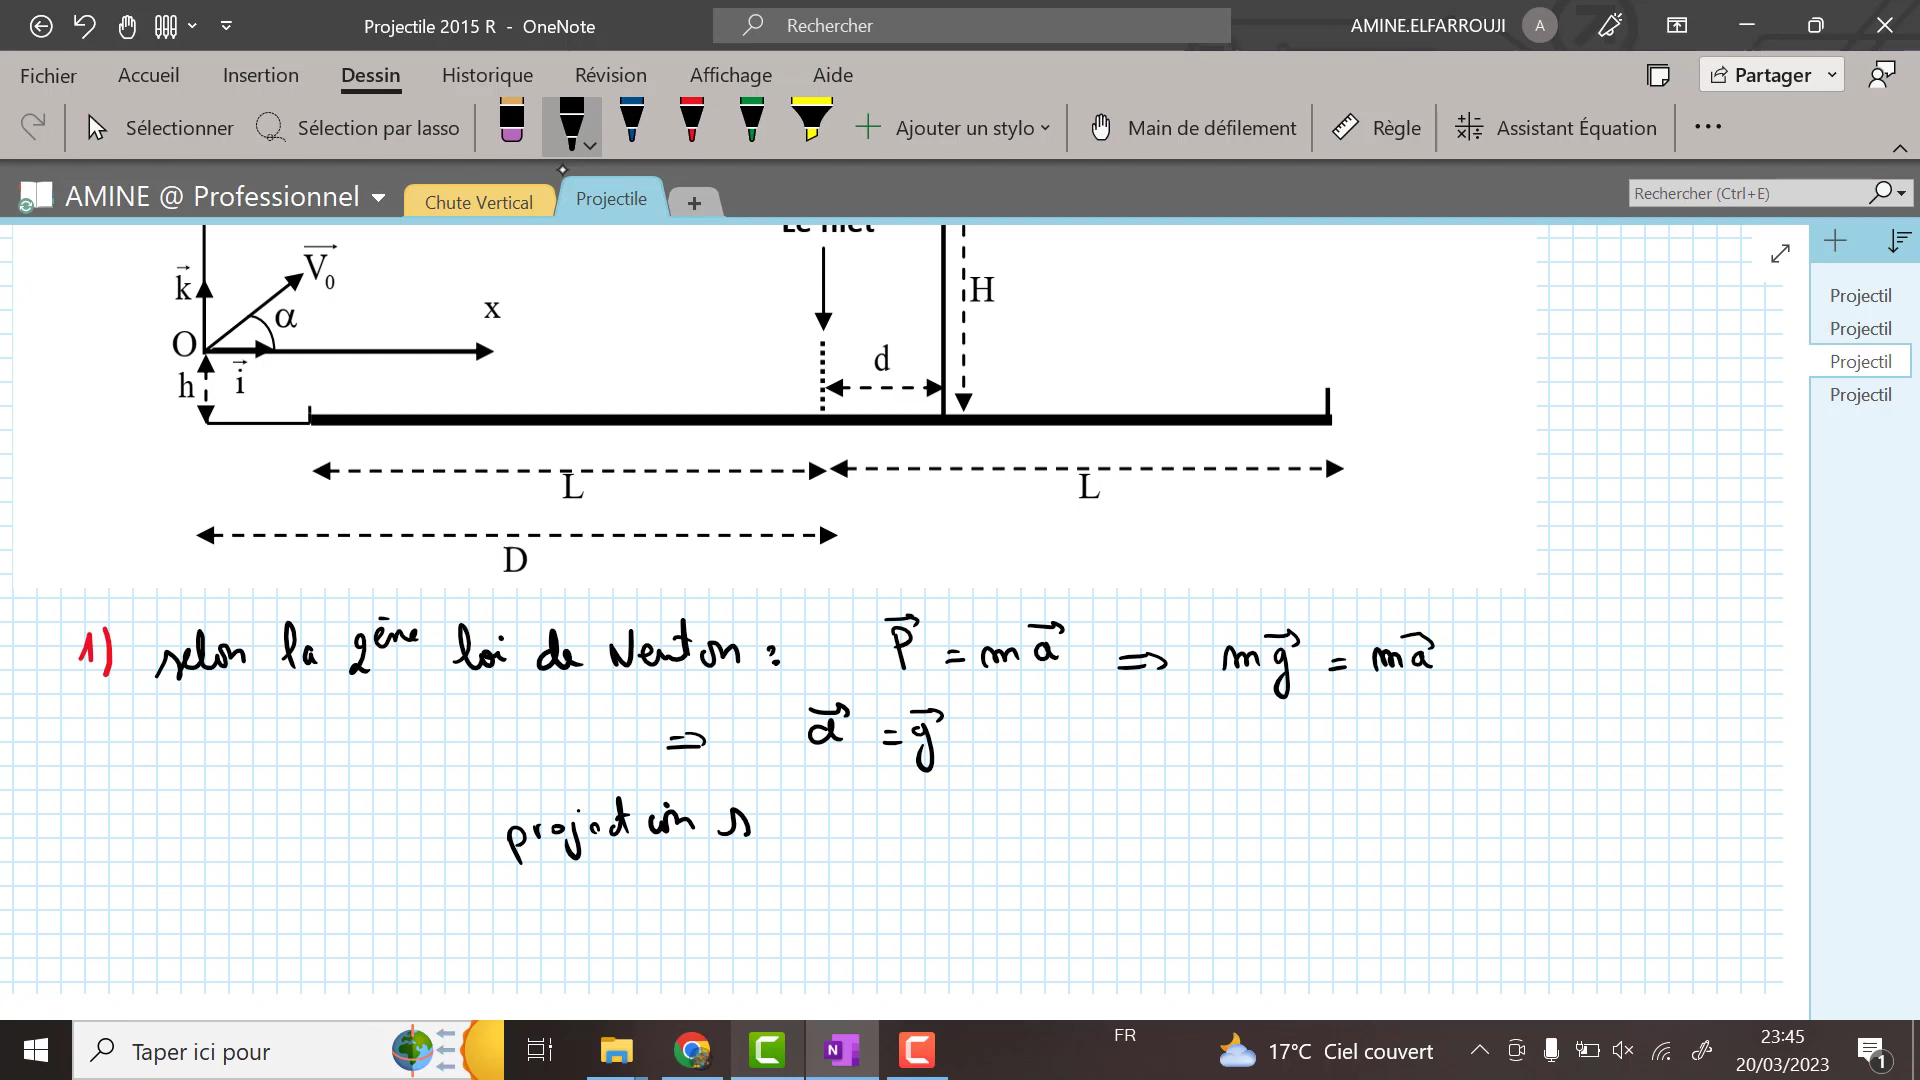 Projectile 2015 R - OneNote
Rechercher
AMINE.ELFARROUJI
A
Fichier
Accueil
Insertion
Dessin
Historique
Révision
Affichage
Aide
Partager
Sélectionner
Sélection par lasso
Ajouter un stylo
Main de défilement
Règle
Assistant Équation
AMINE @ Professionnel
Chute Vertical
Projectile
Rechercher (Ctrl+E)
Le filet
k⃗
V₀
α
x
H
O
i⃗
h
d
L
L
D
Projectil
Projectil
Projectil
Projectil
1) selon la 2ème loi de Newton : P⃗ = m a⃗ => m g⃗ = m a⃗
=> a⃗ = g⃗
projection s
Taper ici pour
FR
17°C Ciel couvert
23:45
20/03/2023
1